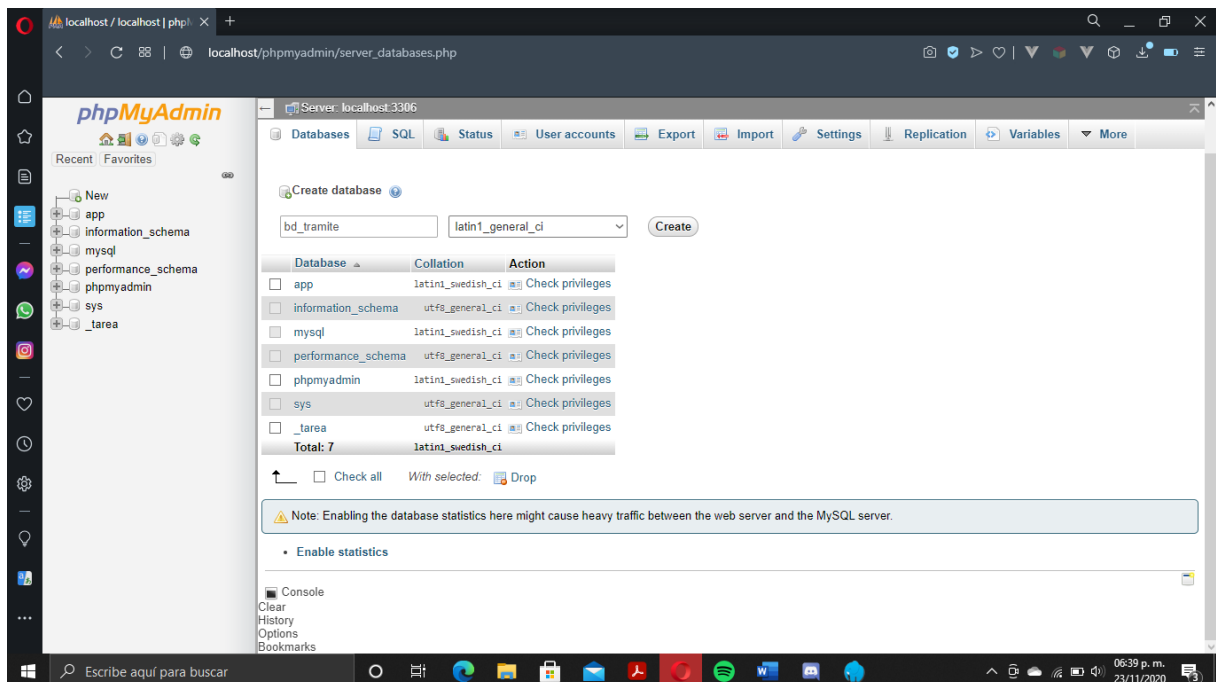 localhost / localhost | php
localhost/phpmyadmin/server_databases.php
phpMyAdmin
Recent Favorites
New
app
information_schema
mysql
performance_schema
phpmyadmin
sys
_tarea
Server: localhost:3306
Databases SQL Status User accounts Export Import Settings Replication Variables More
Create database
bd_tramite latin1_general_ci Create
Database Collation Action
app latin1_swedish_ci Check privileges
information_schema utf8_general_ci Check privileges
mysql latin1_swedish_ci Check privileges
performance_schema utf8_general_ci Check privileges
phpmyadmin latin1_swedish_ci Check privileges
sys utf8_general_ci Check privileges
_tarea utf8_general_ci Check privileges
Total: 7 latin1_swedish_ci
Check all With selected: Drop
Note: Enabling the database statistics here might cause heavy traffic between the web server and the MySQL server.
• Enable statistics
Console
Clear
History
Options
Bookmarks
Escribe aquí para buscar
06:39 p. m.
23/11/2020